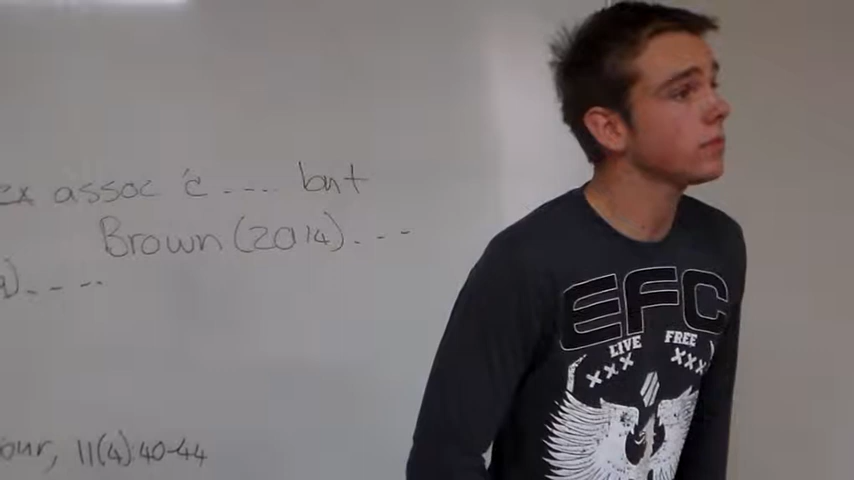 ex assoc č .... but
Brown (2014) ...
a) ....
our, 11(4):40-44
EFC
LIVE FREE
XXX XXX